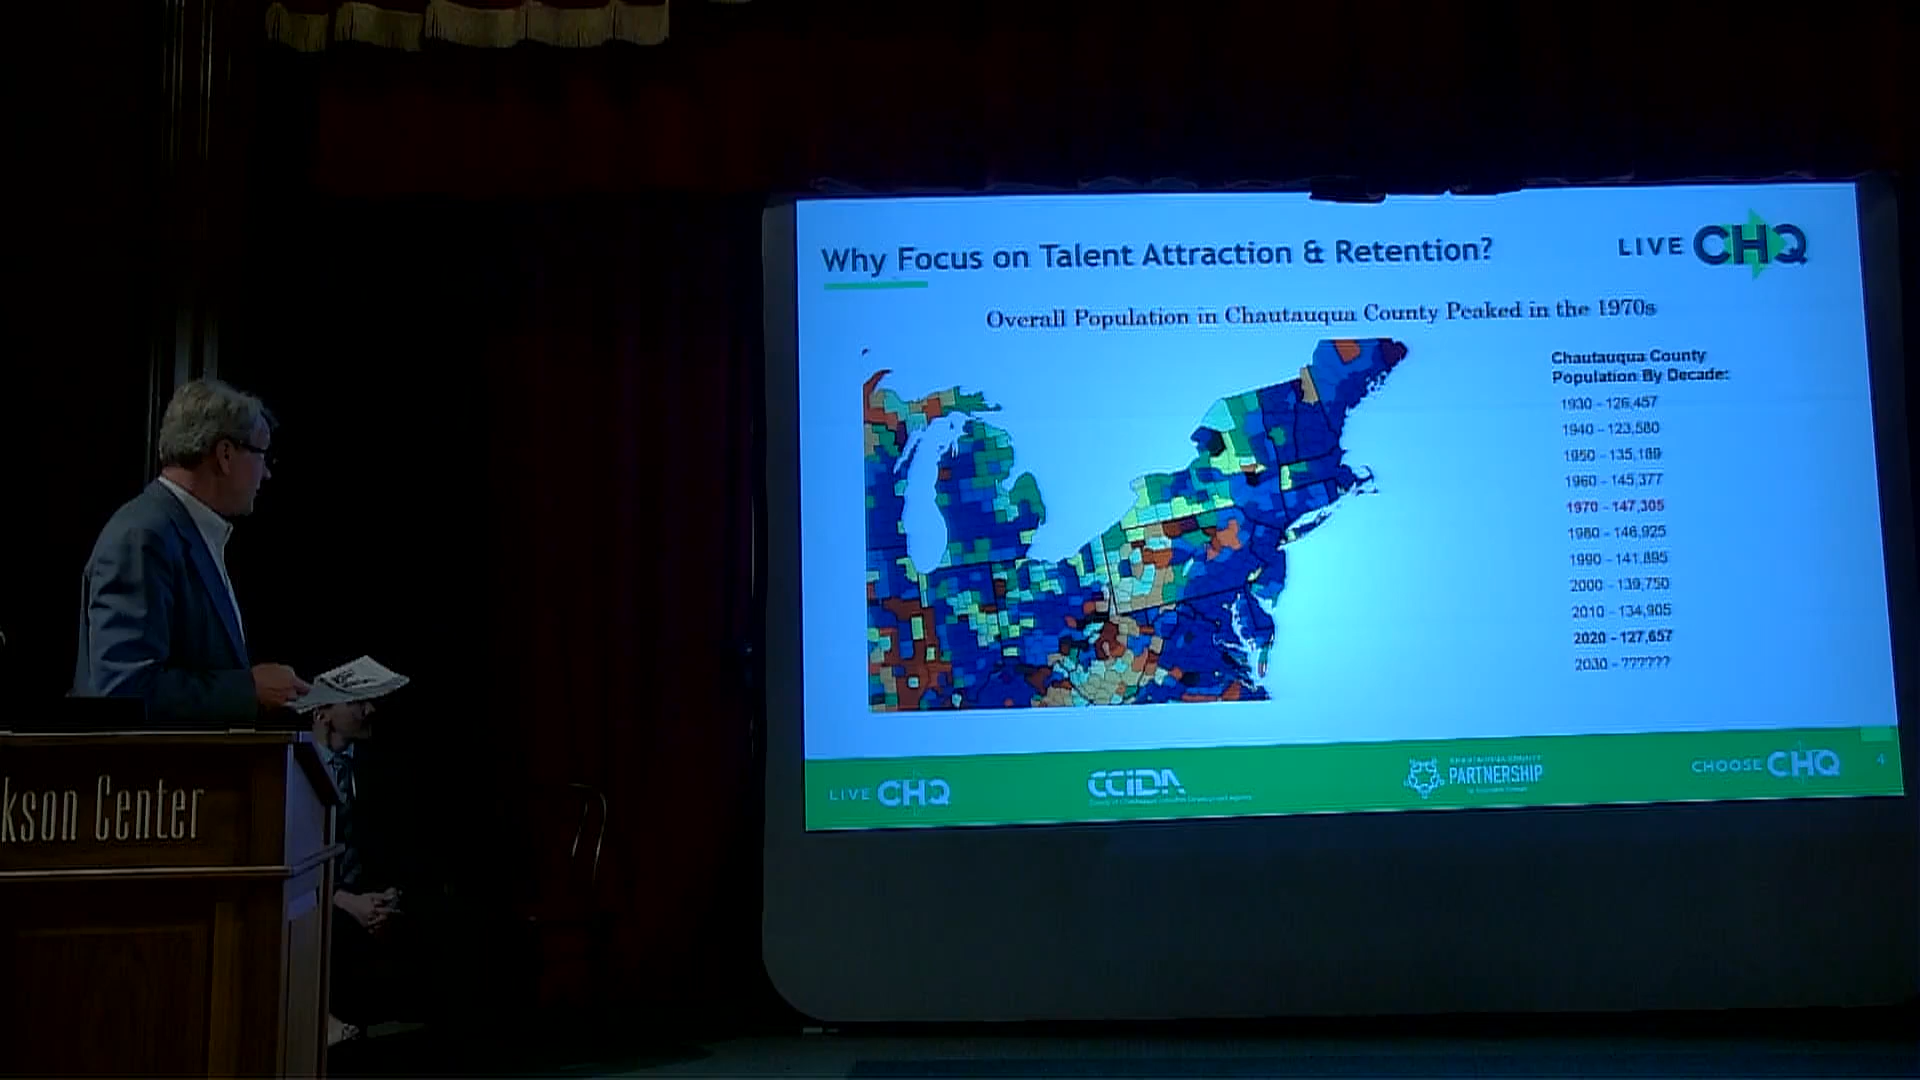 Why Focus on Talent Attraction & Retention?
LIVE CHQ
Overall Population in Chautauqua County Peaked in the 1970s
Chautauqua County
Population By Decade:
1930 - 126,457
1940 - 123,580
1950 - 135,189
1960 - 145,377
1970 - 147,305
1980 - 146,925
1990 - 141,895
2000 - 139,750
2010 - 134,905
2020 - 127,657
2030 - ??????
LIVE CHQ
CCIDA
PARTNERSHIP
CHOOSE CHQ
4
kson Center